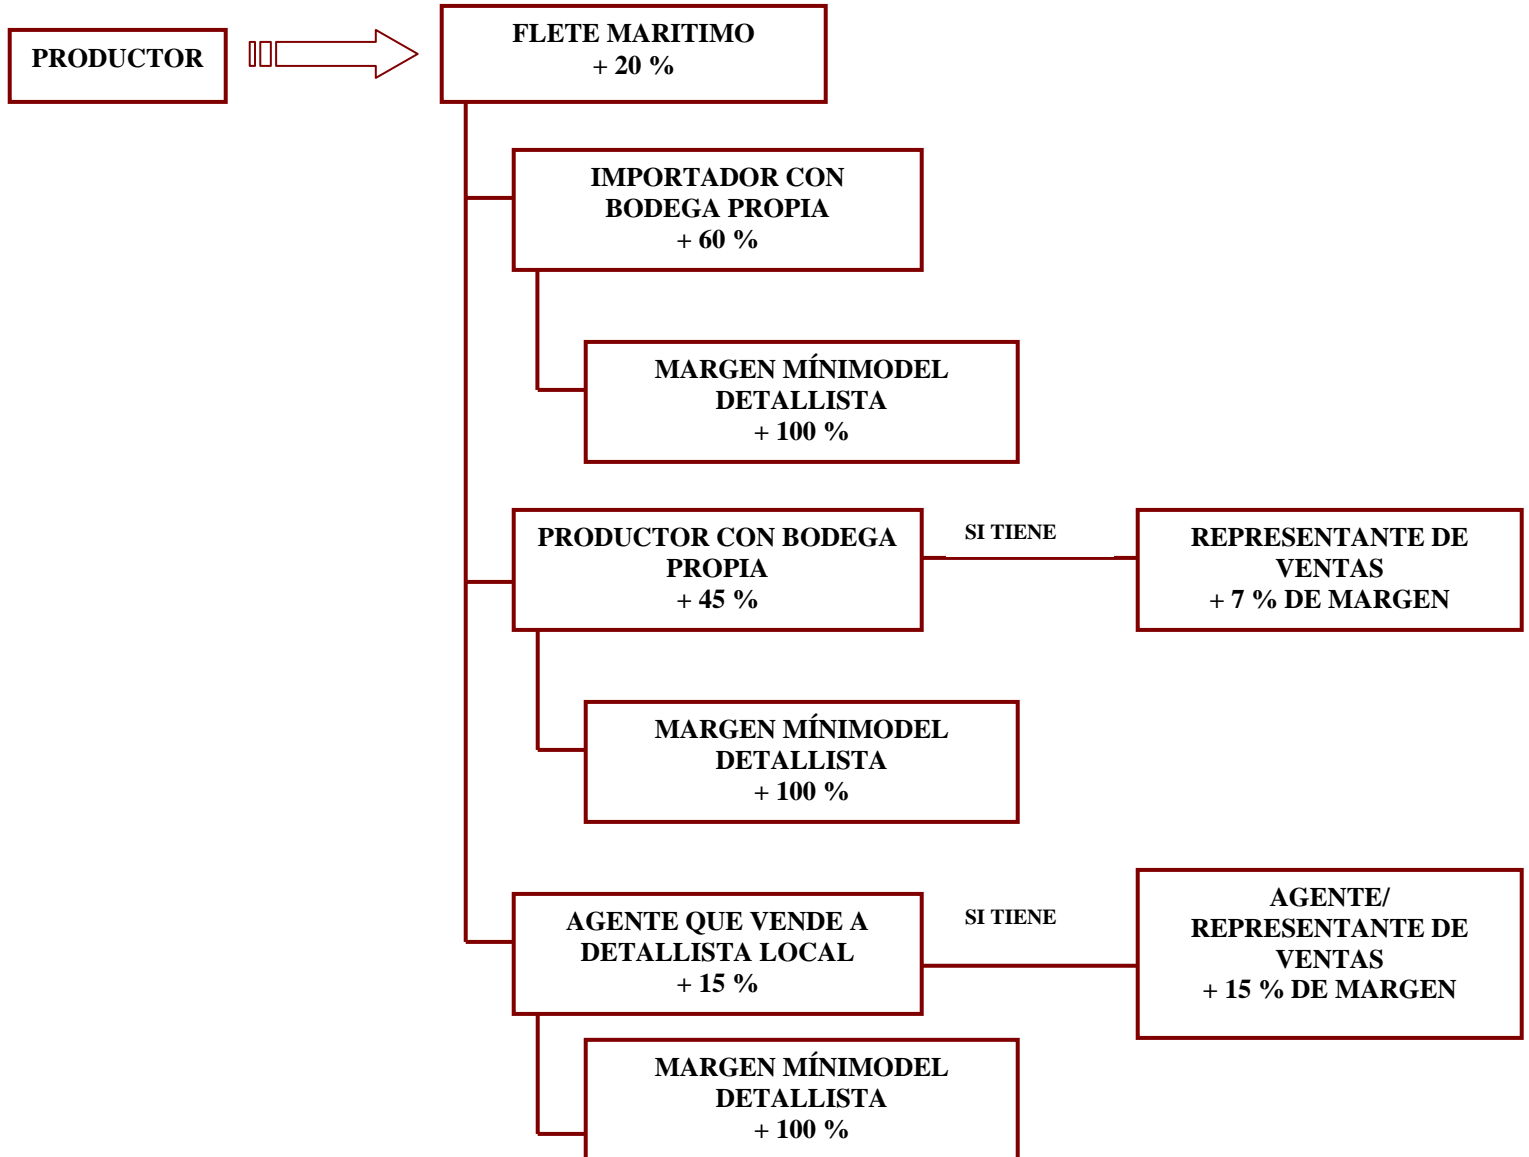 PRODUCTOR
FLETE MARITIMO
+ 20 %
IMPORTADOR CON
BODEGA PROPIA
+ 60 %
MARGEN MÍNIMODEL
DETALLISTA
+ 100 %
PRODUCTOR CON BODEGA
PROPIA
+ 45 %
SI TIENE
REPRESENTANTE DE
VENTAS
+ 7 % DE MARGEN
MARGEN MÍNIMODEL
DETALLISTA
+ 100 %
AGENTE QUE VENDE A
DETALLISTA LOCAL
+ 15 %
SI TIENE
AGENTE/
REPRESENTANTE DE
VENTAS
+ 15 % DE MARGEN
MARGEN MÍNIMODEL
DETALLISTA
+ 100 %